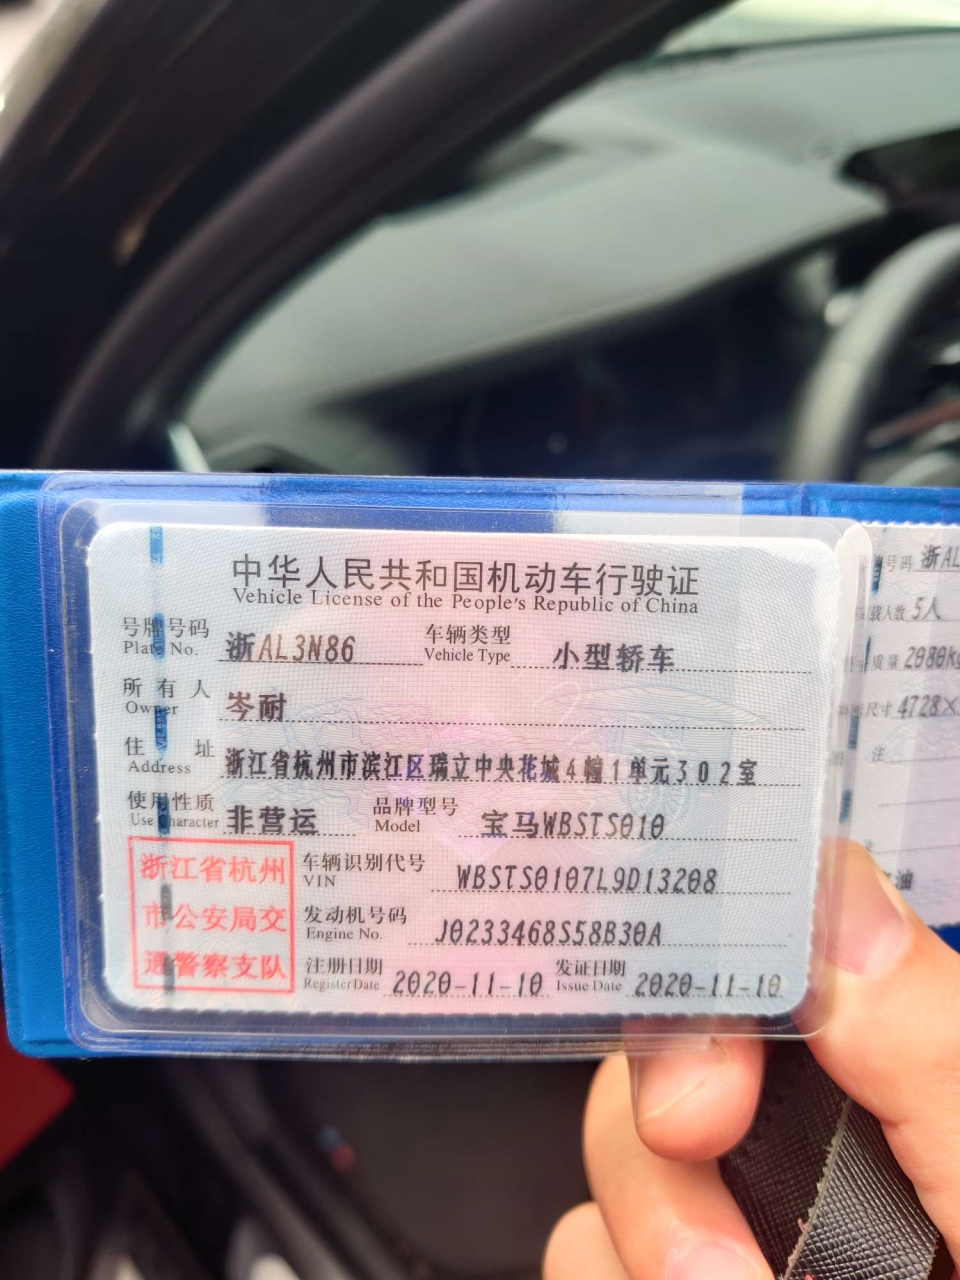 中华人民共和国机动车行驶证
Vehicle License of the People's Republic of China
号牌号码 浙AL3N86 车辆类型 小型轿车
Plate No. Vehicle Type
所有人 岑耐
Owner
住址 浙江省杭州市滨江区瑞立中央花城4幢1单元302室
Address
使用性质 非营运 品牌型号 宝马WBSTS010
Use Character Model
浙江省杭州
市公安局交
通警察支队
车辆识别代号 WBSTS0107L9D13208
VIN
发动机号码 J0233468S58B30A
Engine No.
注册日期 2020-11-10 发证日期 2020-11-10
Register Date Issue Date
号码 浙AL
载人数 5人
质量 2080kg
尺寸 4728×
注
油